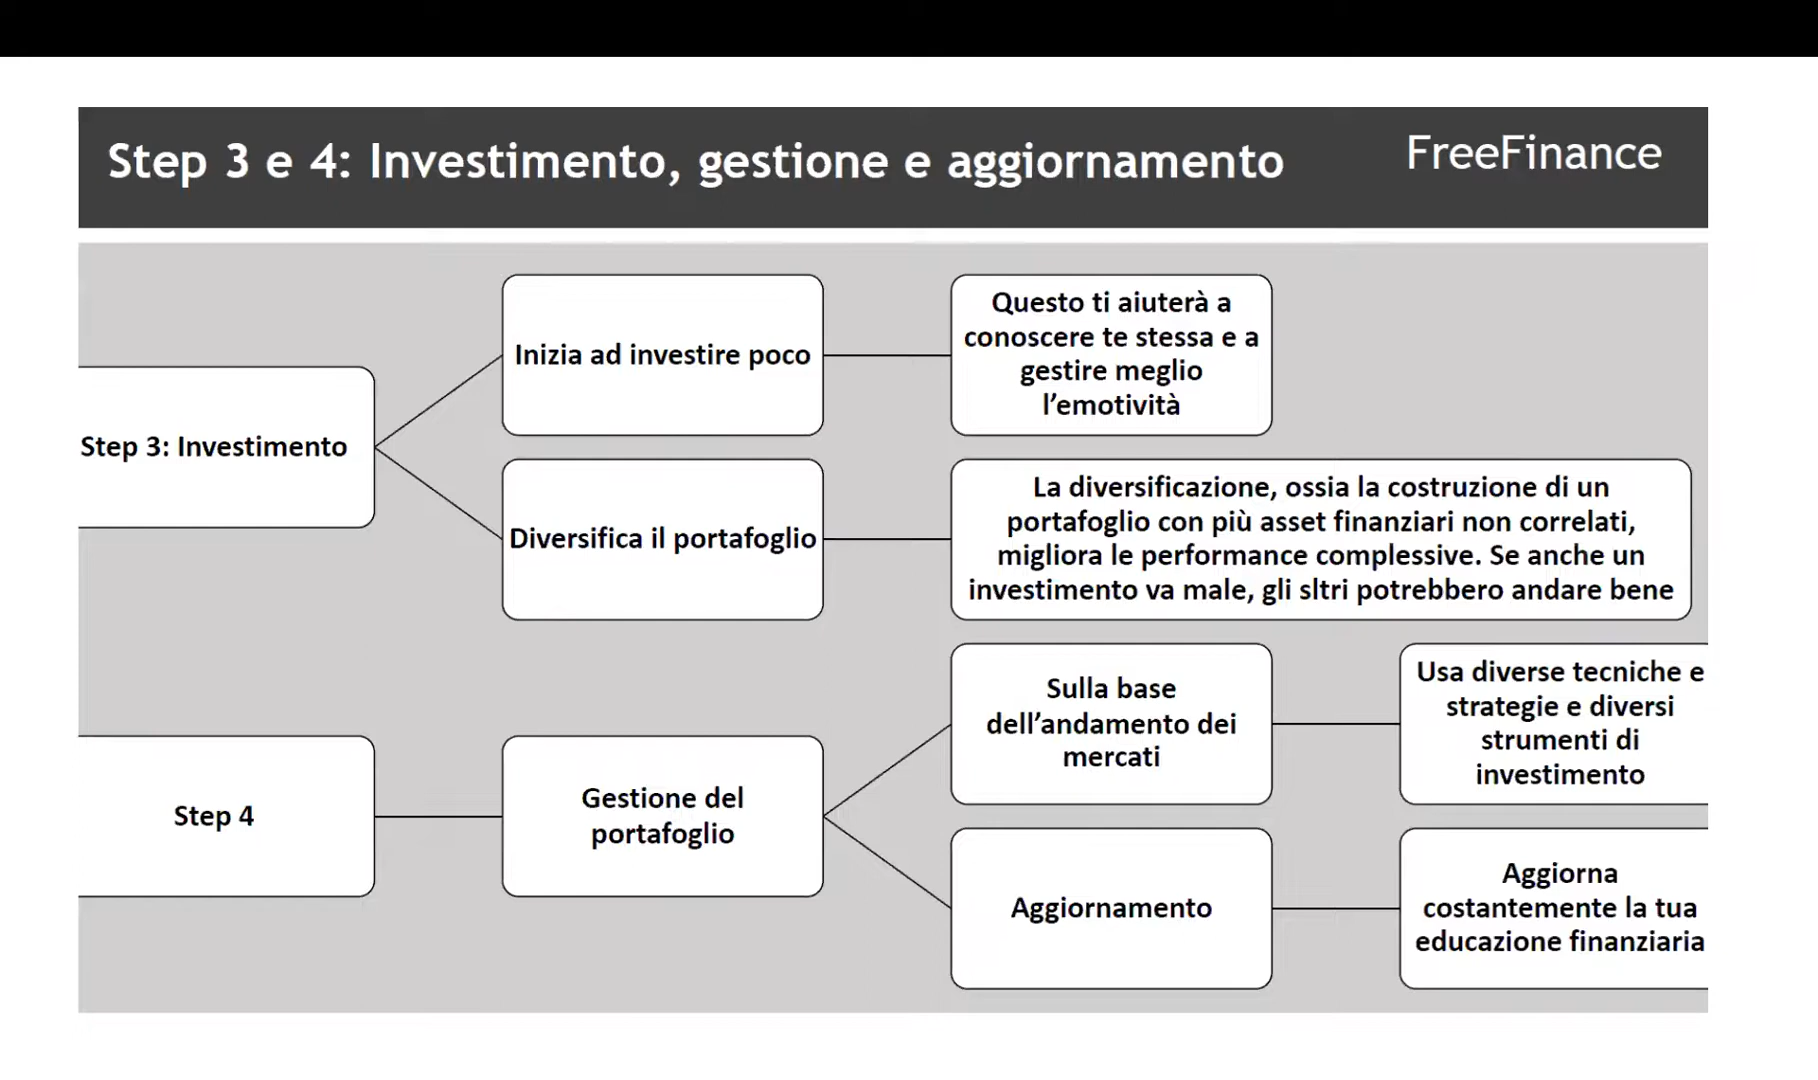 Step 3 e 4: Investimento, gestione e aggiornamento
FreeFinance
Step 3: Investimento
Inizia ad investire poco
Questo ti aiuterà a
conoscere te stessa e a
gestire meglio
l’emotività
Diversifica il portafoglio
La diversificazione, ossia la costruzione di un
portafoglio con più asset finanziari non correlati,
migliora le performance complessive. Se anche un
investimento va male, gli sltri potrebbero andare bene
Step 4
Gestione del
portafoglio
Sulla base
dell’andamento dei
mercati
Usa diverse tecniche e
strategie e diversi
strumenti di
investimento
Aggiornamento
Aggiorna
costantemente la tua
educazione finanziaria